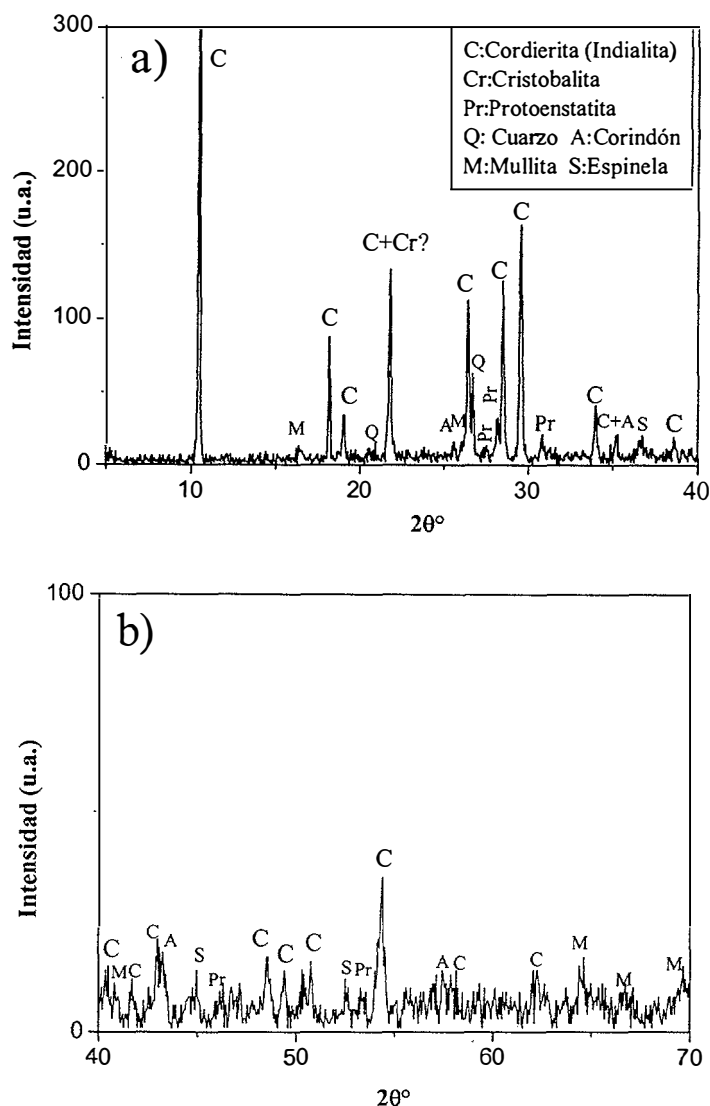 300
a)
C
C:Cordierita (Indialita)
Cr:Cristobalita
Pr:Protoenstatita
Q: Cuarzo A:Corindón
M:Mullita S:Espinela
Intensidad (u.a.)
200
C+Cr?
C
C
C
100
C
C
Q
Pr
C
M
Q
A
M
Pr
Pr
C+A
S
C
0
10
20
30
40
2θ°
100
b)
Intensidad (u.a.)
C
C
M
C
C
A
S
Pr
C
C
C
S
Pr
A
C
C
M
M
M
0
40
50
60
70
2θ°